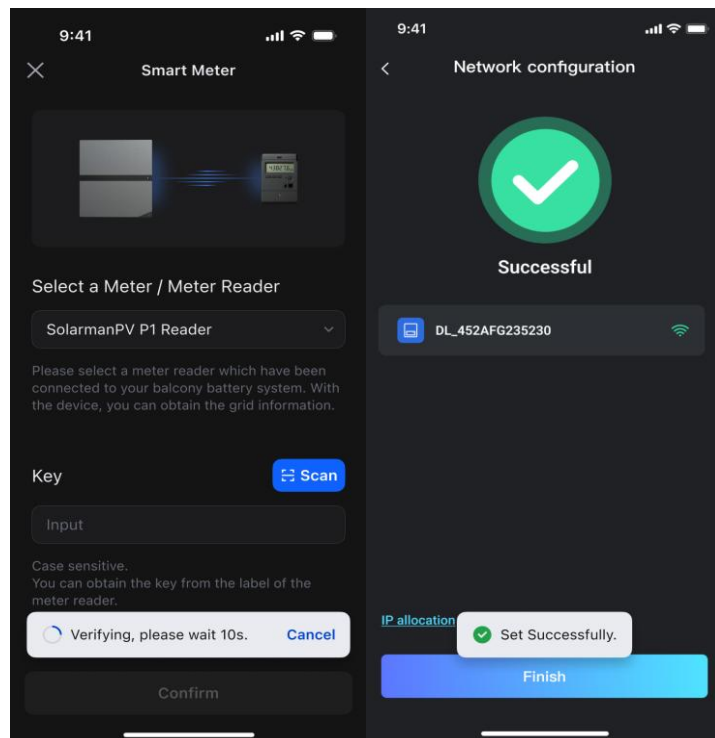 9:41
Smart Meter
Select a Meter / Meter Reader
SolarmanPV P1 Reader
Please select a meter reader which have been
connected to your balcony battery system. With
the device, you can obtain the grid information.
Key
Scan
Input
Case sensitive.
You can obtain the key from the label of the
meter reader.
Verifying, please wait 10s.
Cancel
Confirm
9:41
Network configuration
Successful
DL_452AFG235230
IP allocation
Set Successfully.
Finish